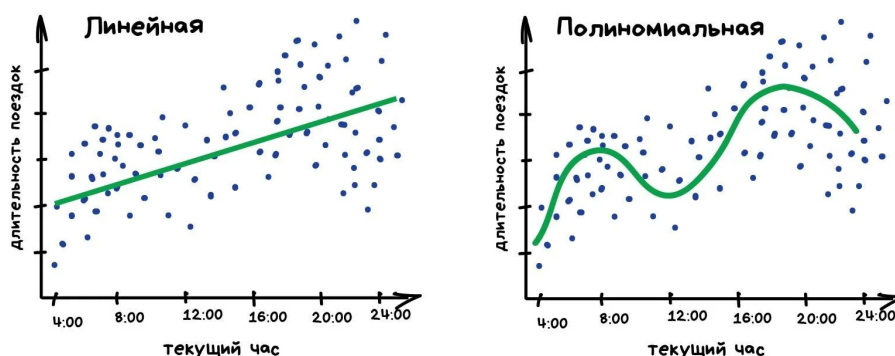 Линейная
длительность поездок
4:00 8:00 12:00 16:00 20:00 24:00
текущий час
Полиномиальная
длительность поездок
4:00 8:00 12:00 16:00 20:00 24:00
текущий час